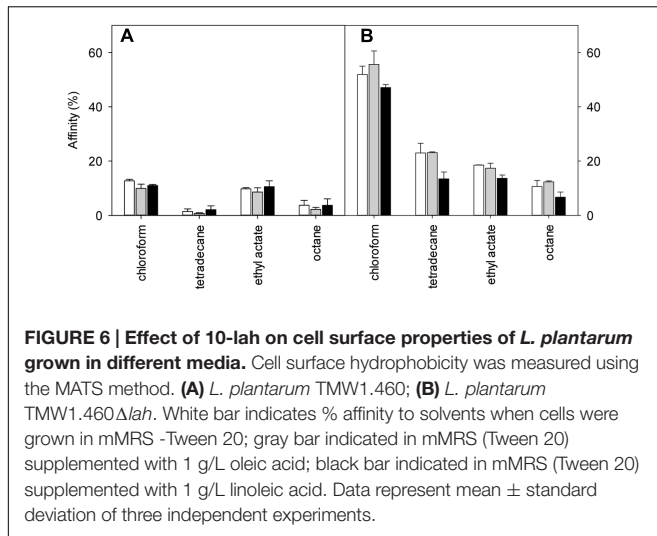 A
B
60
40
20
0
Affinity (%)
60
40
20
0
chloroform
tetradecane
ethyl actate
octane
chloroform
tetradecane
ethyl actate
octane
FIGURE 6 | Effect of 10-lah on cell surface properties of L. plantarum
grown in different media. Cell surface hydrophobicity was measured using
the MATS method. (A) L. plantarum TMW1.460; (B) L. plantarum
TMW1.460Δlah. White bar indicates % affinity to solvents when cells were
grown in mMRS -Tween 20; gray bar indicated in mMRS (Tween 20)
supplemented with 1 g/L oleic acid; black bar indicated in mMRS (Tween 20)
supplemented with 1 g/L linoleic acid. Data represent mean ± standard
deviation of three independent experiments.